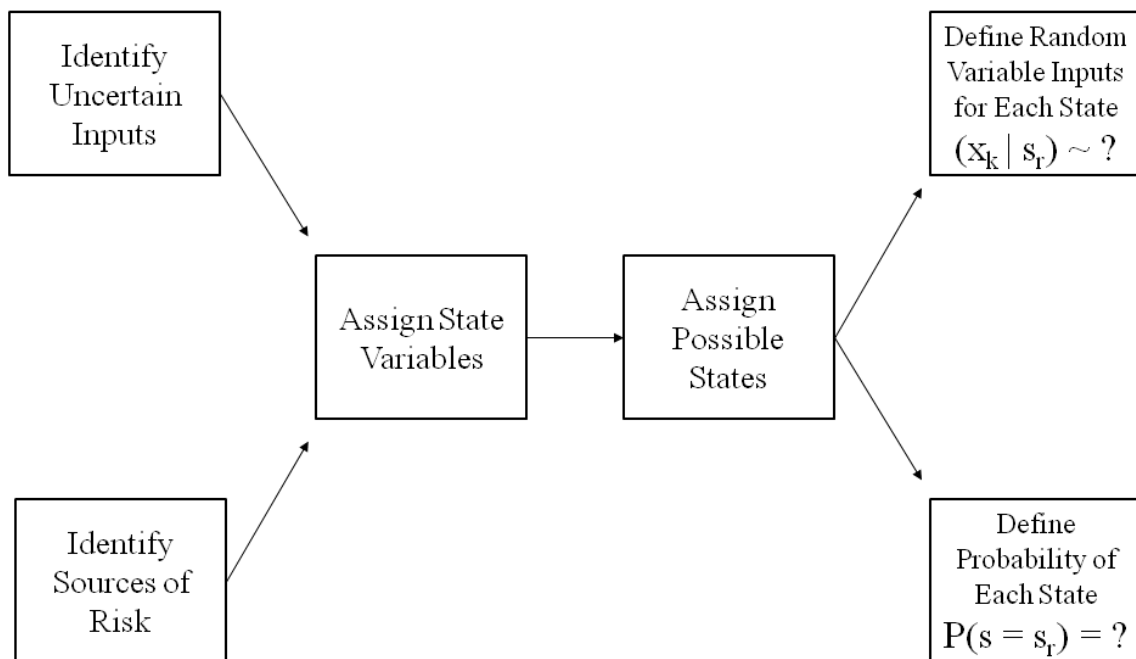 Identify
Uncertain
Inputs
Identify
Sources of
Risk
Assign State
Variables
Assign
Possible
States
Define Random
Variable Inputs
for Each State
(xₖ | sᵣ) ~ ?
Define
Probability of
Each State
P(s = sᵣ) = ?